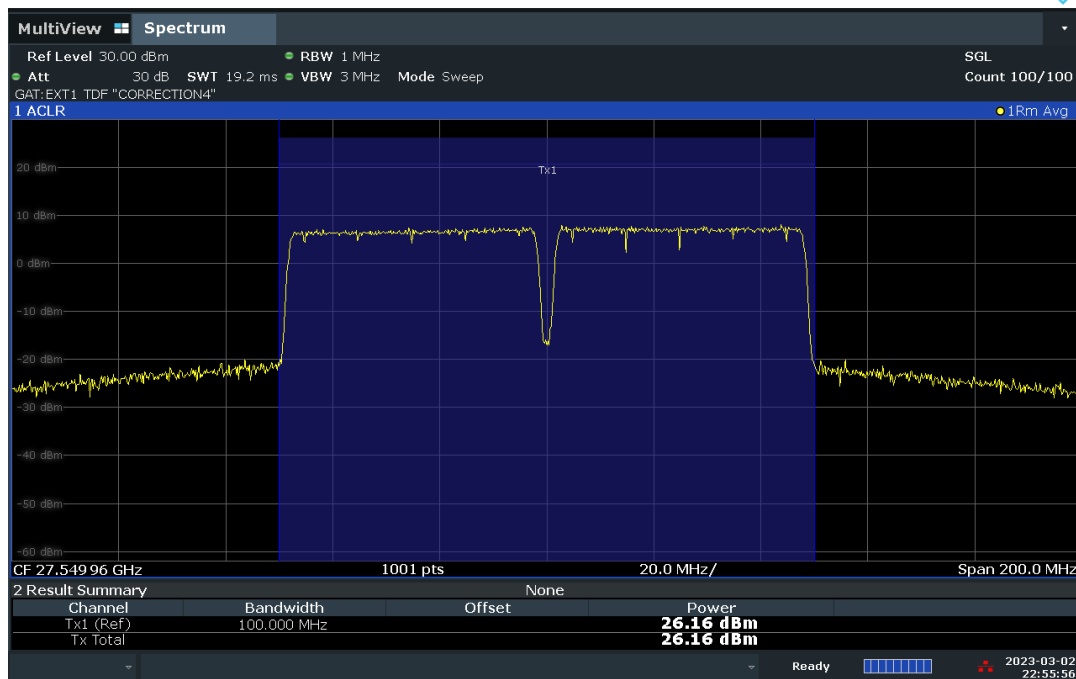 MultiView Spectrum
Ref Level 30.00 dBm RBW 1 MHz SGL
Att 30 dB SWT 19.2 ms VBW 3 MHz Mode Sweep Count 100/100
GAT:EXT1 TDF "CORRECTION4"
1 ACLR 1Rm Avg
20 dBm
Tx1
10 dBm
0 dBm
-10 dBm
-20 dBm
-30 dBm
-40 dBm
-50 dBm
-60 dBm
CF 27.549 96 GHz 1001 pts 20.0 MHz/ Span 200.0 MHz
2 Result Summary None
Channel Bandwidth Offset Power
Tx1 (Ref) 100.000 MHz 26.16 dBm
Tx Total 26.16 dBm
Ready 2023-03-02
22:55:56